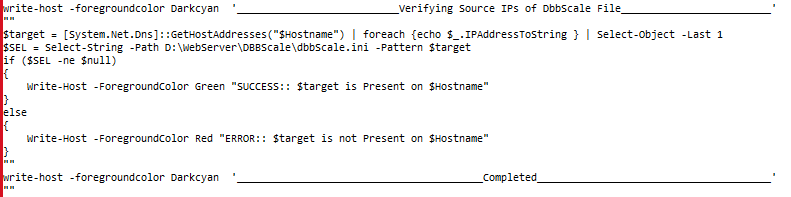 write-host -foregroundcolor Darkcyan '__________________________Verifying Source IPs of DbbScale File________________________'
""
$target = [System.Net.Dns]::GetHostAddresses("$Hostname") | foreach {echo $_.IPAddressToString } | Select-Object -Last 1
$SEL = Select-String -Path D:\WebServer\DBBScale\dbbScale.ini -Pattern $target
if ($SEL -ne $null)
{
    Write-Host -ForegroundColor Green "SUCCESS:: $target is Present on $Hostname"
}
else
{
    Write-Host -ForegroundColor Red "ERROR:: $target is not Present on $Hostname"
}
""
write-host -foregroundcolor Darkcyan '_______________________________________Completed_____________________________________'
""